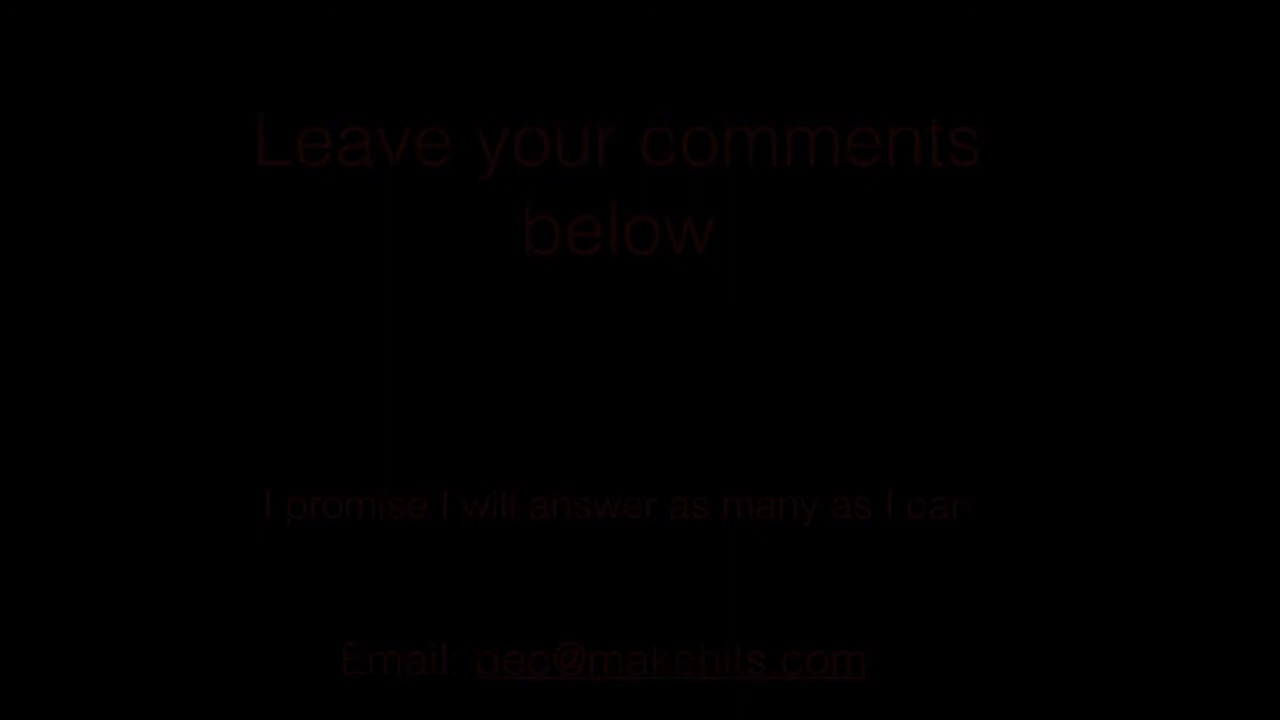 Leave your comments
below
I promise I will answer as many as I can
Email: